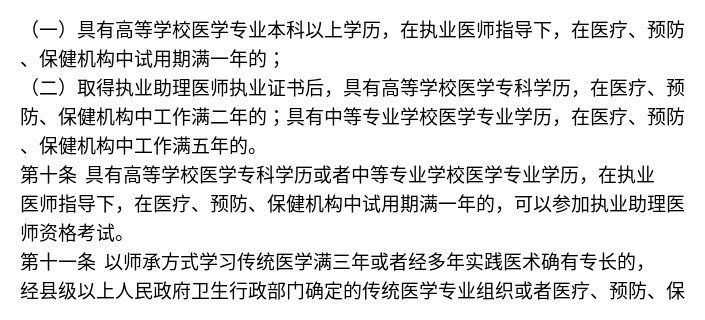 （一）具有高等学校医学专业本科以上学历，在执业医师指导下，在医疗、预防
、保健机构中试用期满一年的；
（二）取得执业助理医师执业证书后，具有高等学校医学专科学历，在医疗、预
防、保健机构中工作满二年的；具有中等专业学校医学专业学历，在医疗、预防
、保健机构中工作满五年的。
第十条 具有高等学校医学专科学历或者中等专业学校医学专业学历，在执业
医师指导下，在医疗、预防、保健机构中试用期满一年的，可以参加执业助理医
师资格考试。
第十一条 以师承方式学习传统医学满三年或者经多年实践医术确有专长的，
经县级以上人民政府卫生行政部门确定的传统医学专业组织或者医疗、预防、保